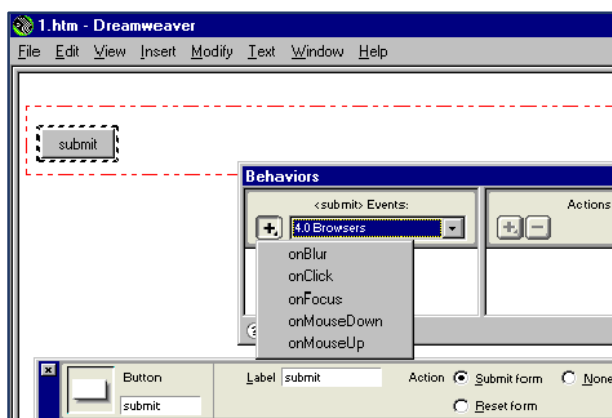 1.htm - Dreamweaver
File Edit View Insert Modify Text Window Help
submit
Behaviors
<submit> Events:
Actions
4.0 Browsers
onBlur
onClick
onFocus
onMouseDown
onMouseUp
Button
Label submit
Action Submit form None
submit
Reset form